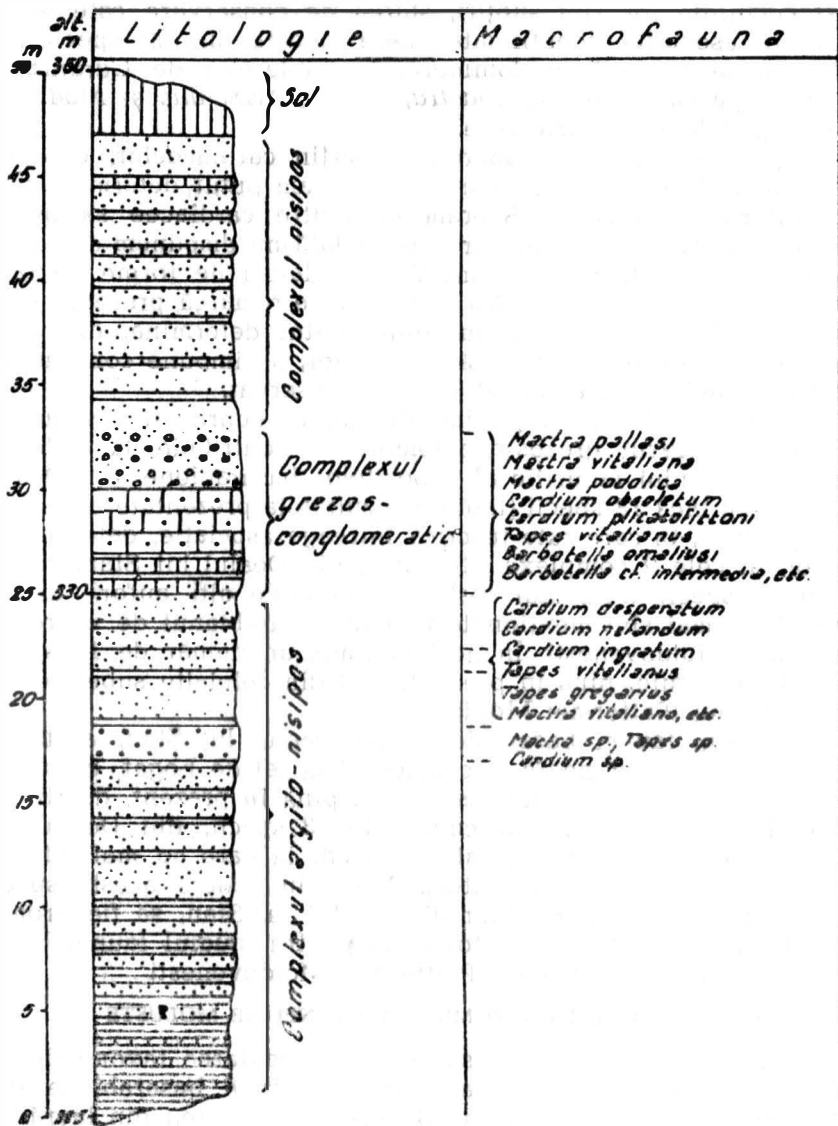 alt.
m
m
Litologie
Macrofauna
50
360
Sol
45
40
35
Complexul nisipos
30
Complexul
grezos-
conglomeratic
Mactra pallasi
Mactra vitaliana
Mactra podolica
Cardium obsoletum
Cardium plicatofittoni
Tapes vitalianus
Barbotella omaliusi
Barbotella cf. intermedia, etc.
25
330
Cardium desperatum
Cardium nefandum
Cardium ingratum
Tapes vitalianus
Tapes gregarius
Mactra vitaliana, etc.
20
Mactra sp., Tapes sp.
Cardium sp.
15
Complexul argilo-nisipos
10
5
0